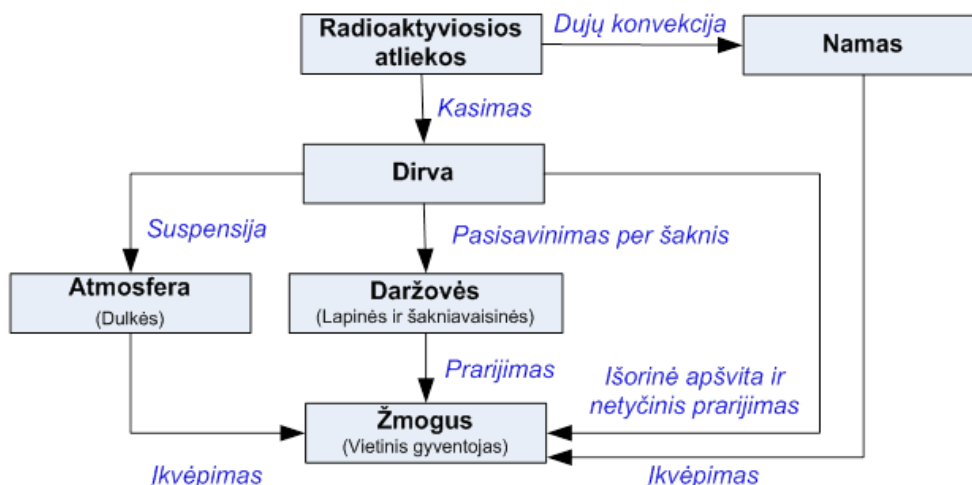 Radioaktyviosios
atliekos
Dujų konvekcija
Namas
Kasimas
Dirva
Suspensija
Pasisavinimas per šaknis
Atmosfera
(Dulkės)
Daržovės
(Lapinės ir šakniavaisinės)
Prarijimas
Išorinė apšvita ir
netyčinis prarijimas
Žmogus
(Vietinis gyventojas)
Įkvėpimas
Įkvėpimas